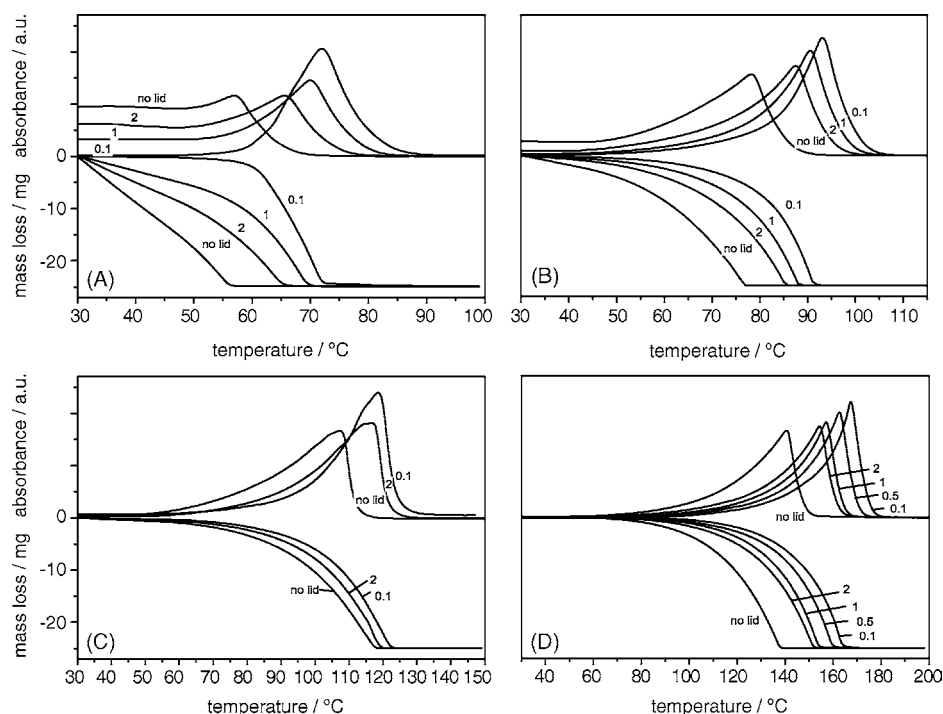 mass loss / mg absorbance / a.u.
no lid
2
1
0.1
0
-10
-20
0.1
1
2
no lid
(A)
30 40 50 60 70 80 90 100
temperature / °C
0.1
1
2
no lid
0.1
1
2
no lid
(B)
30 40 50 60 70 80 90 100 110
temperature / °C
mass loss / mg absorbance / a.u.
0
-10
-20
0.1
2
no lid
2
0.1
no lid
(C)
30 40 50 60 70 80 90 100 110 120 130 140 150
temperature / °C
2
1
0.5
0.1
no lid
2
1
0.5
0.1
no lid
(D)
40 60 80 100 120 140 160 180 200
temperature / °C